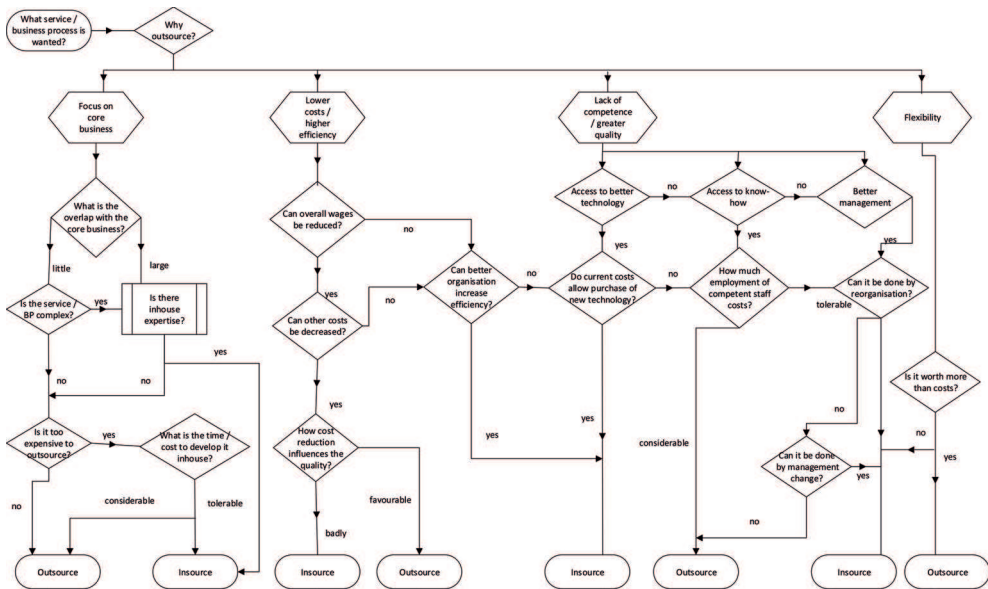 What service /
business process is
wanted?
Why
outsource?
Focus on
core
business
Lower
costs /
higher
efficiency
Lack of
competence
/ greater
quality
Flexibility
What is the
overlap with the
core business?
little
large
Can overall wages
be reduced?
no
yes
Access to better
technology
no
Access to know-
how
no
Better
management
yes
yes
yes
Is the service /
BP complex?
yes
Is there
inhouse
expertise?
yes
no
no
Can other costs
be decreased?
no
yes
Can better
organisation
increase
efficiency?
no
yes
Do current costs
allow purchase of
new technology?
no
yes
How much
employment of
competent staff
costs?
tolerable
considerable
Can it be done by
reorganisation?
no
Is it worth more
than costs?
no
yes
Is it too
expensive to
outsource?
yes
no
What is the time /
cost to develop it
inhouse?
considerable
tolerable
How cost
reduction
influences the
quality?
favourable
badly
Can it be done
by management
change?
yes
no
Outsource
Insource
Insource
Outsource
Insource
Outsource
Insource
Outsource